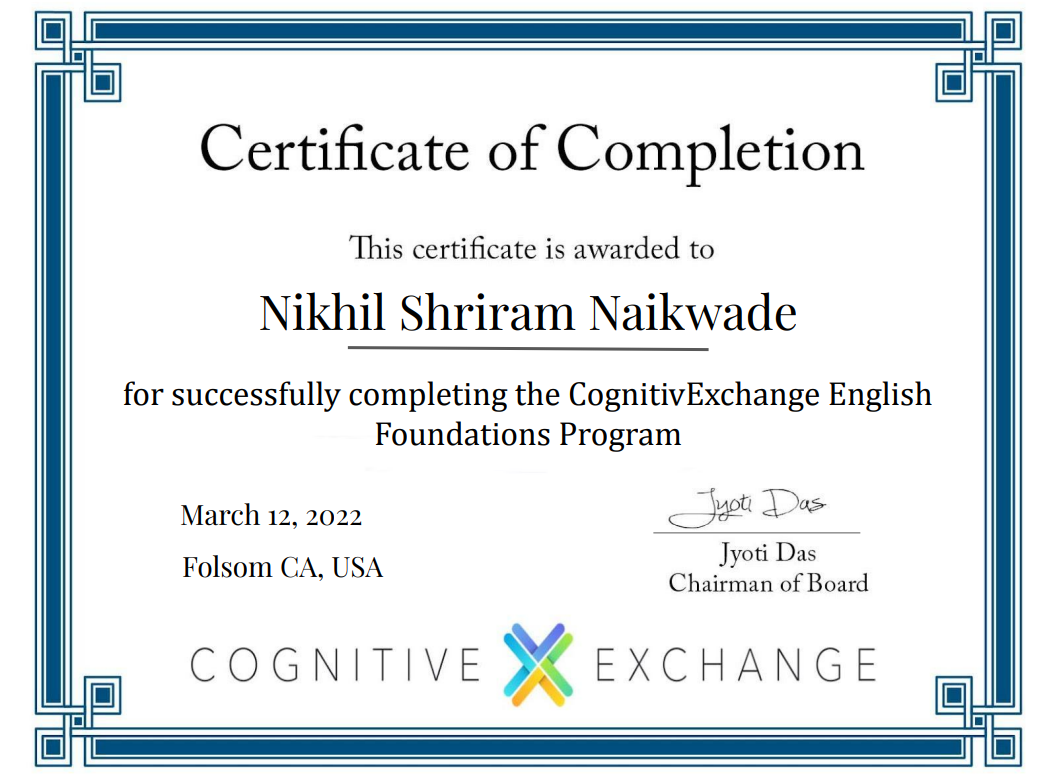 Certificate of Completion
This certificate is awarded to
Nikhil Shriram Naikwade
for successfully completing the CognitivExchange English
Foundations Program
March 12, 2022
Folsom CA, USA
Jyoti Das
Jyoti Das
Chairman of Board
COGNITIVE EXCHANGE